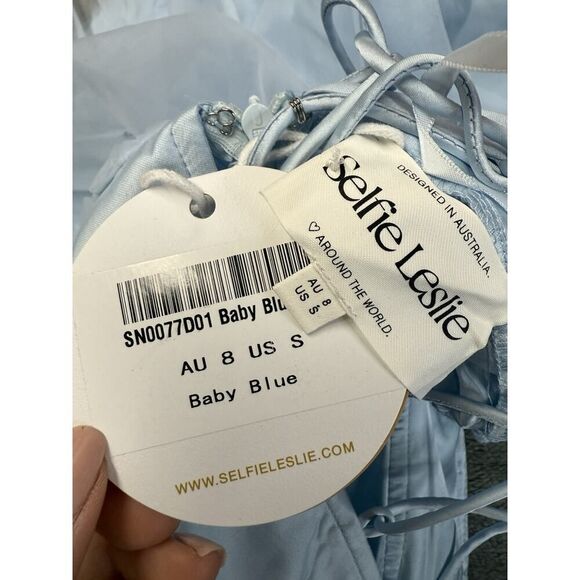 SN0077D01 Baby Blu
AU 8 US S
Baby Blue
WWW.SELFIELESLIE.COM
Selfie Leslie
DESIGNED IN AUSTRALIA.
♡ AROUND THE WORLD.
AU 8
US S